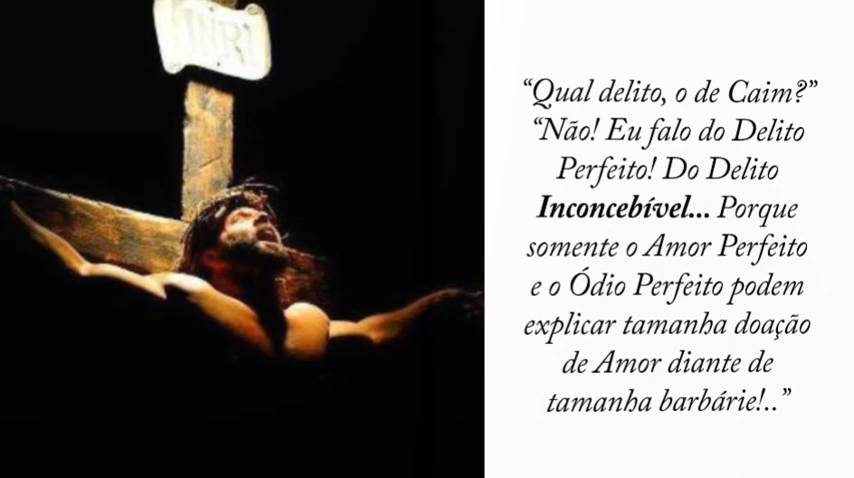 INRI
“Qual delito, o de Caim?”
“Não! Eu falo do Delito
Perfeito! Do Delito
Inconcebível... Porque
somente o Amor Perfeito
e o Ódio Perfeito podem
explicar tamanha doação
de Amor diante de
tamanha barbárie!..”